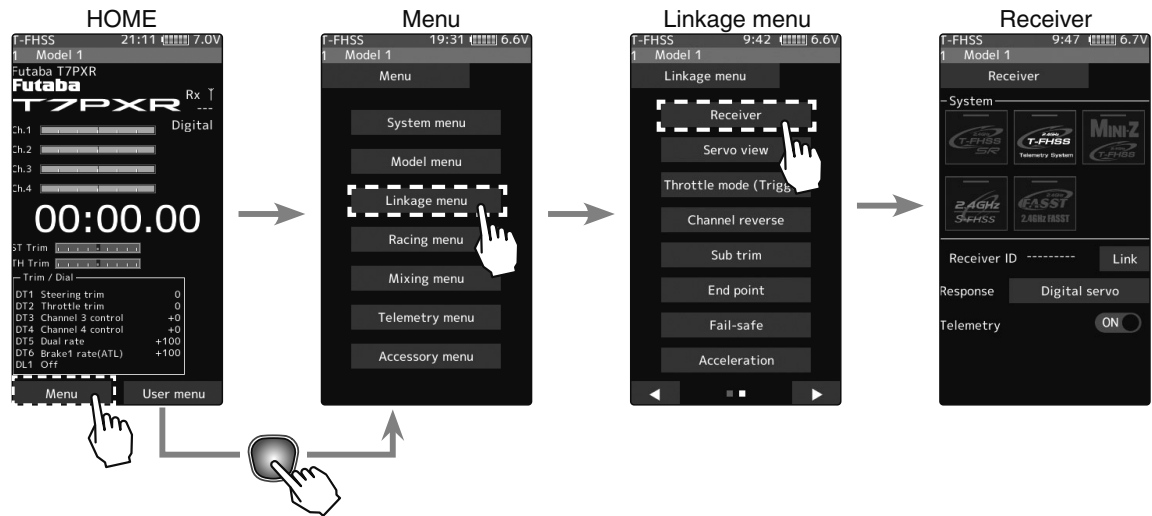 HOME
T-FHSS 21:11 7.0V
1 Model 1
Futaba T7PXR
Futaba
T7PXR
Rx
---
Digital
Ch.1
Ch.2
Ch.3
Ch.4
00:00.00
ST Trim
TH Trim
Trim / Dial
DT1 Steering trim 0
DT2 Throttle trim 0
DT3 Channel 3 control +0
DT4 Channel 4 control +0
DT5 Dual rate +100
DT6 Brake1 rate(ATL) +100
DL1 Off
Menu User menu
Menu
T-FHSS 19:31 6.6V
1 Model 1
Menu
System menu
Model menu
Linkage menu
Racing menu
Mixing menu
Telemetry menu
Accessory menu
Linkage menu
T-FHSS 9:42 6.6V
1 Model 1
Linkage menu
Receiver
Servo view
Throttle mode (Trigg
Channel reverse
Sub trim
End point
Fail-safe
Acceleration
Receiver
T-FHSS 9:47 6.7V
1 Model 1
Receiver
System
2.4GHz T-FHSS SR
2.4GHz T-FHSS Telemetry System
MINI-Z T-FHSS
2.4GHz S-FHSS
FASST 2.4GHz FASST
Receiver ID --------- Link
Response Digital servo
Telemetry ON